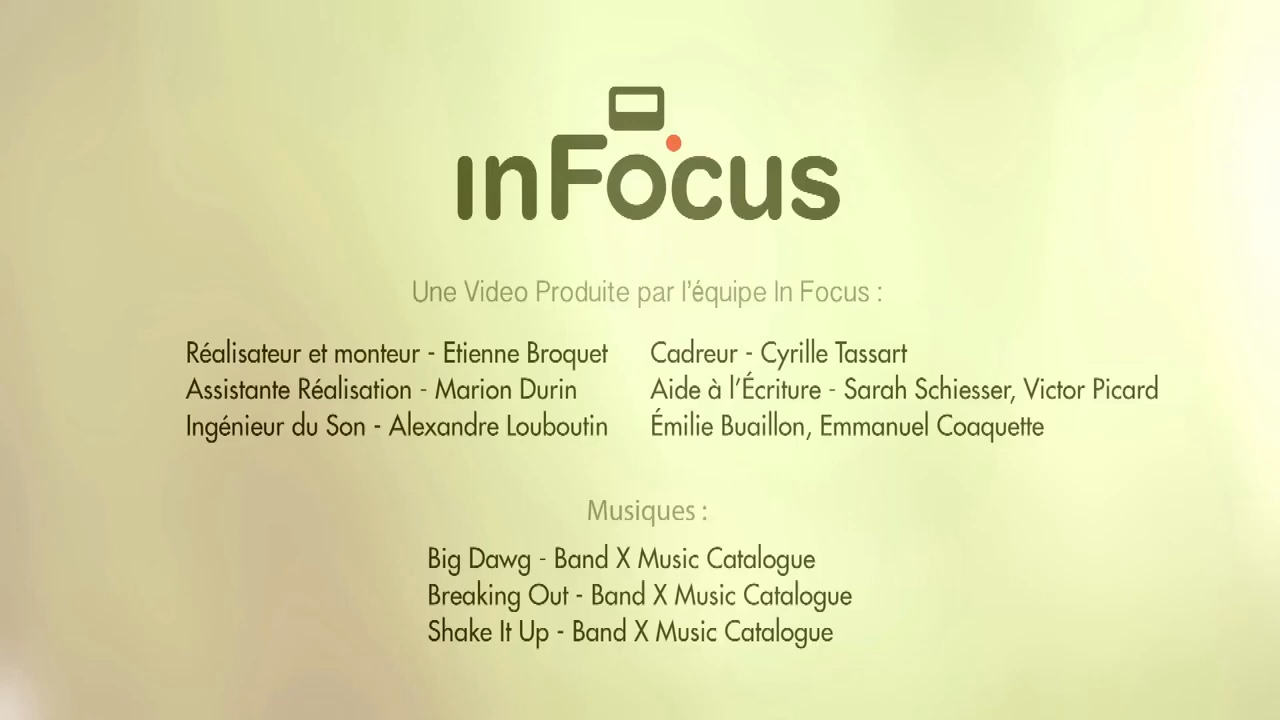 inFocus
Une Video Produite par l'équipe In Focus :
Réalisateur et monteur - Etienne Broquet
Assistante Réalisation - Marion Durin
Ingénieur du Son - Alexandre Louboutin
Cadreur - Cyrille Tassart
Aide à l'Écriture - Sarah Schiesser, Victor Picard
Émilie Buaillon, Emmanuel Coaquette
Musiques :
Big Dawg - Band X Music Catalogue
Breaking Out - Band X Music Catalogue
Shake It Up - Band X Music Catalogue